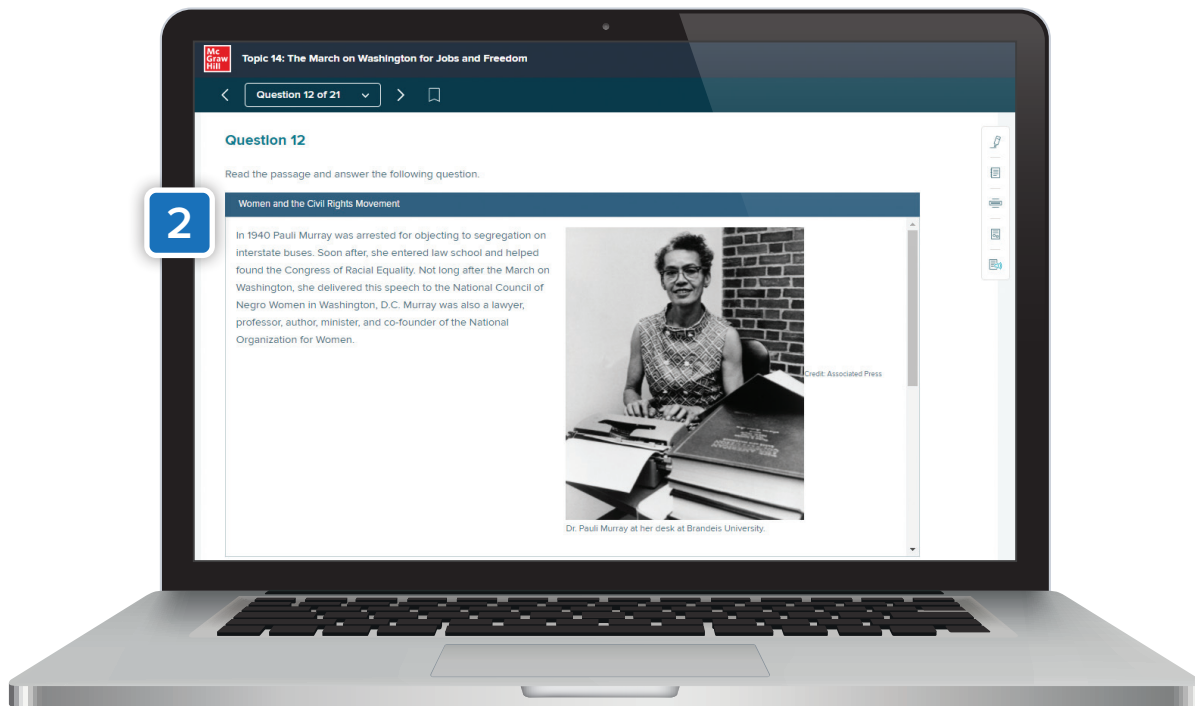 Mc
Graw
Hill
Topic 14: The March on Washington for Jobs and Freedom
Question 12 of 21
Question 12
Read the passage and answer the following question.
2
Women and the Civil Rights Movement
In 1940 Pauli Murray was arrested for objecting to segregation on
interstate buses. Soon after, she entered law school and helped
found the Congress of Racial Equality. Not long after the March on
Washington, she delivered this speech to the National Council of
Negro Women in Washington, D.C. Murray was also a lawyer,
professor, author, minister, and co-founder of the National
Organization for Women.
Credit: Associated Press
Dr. Pauli Murray at her desk at Brandeis University.